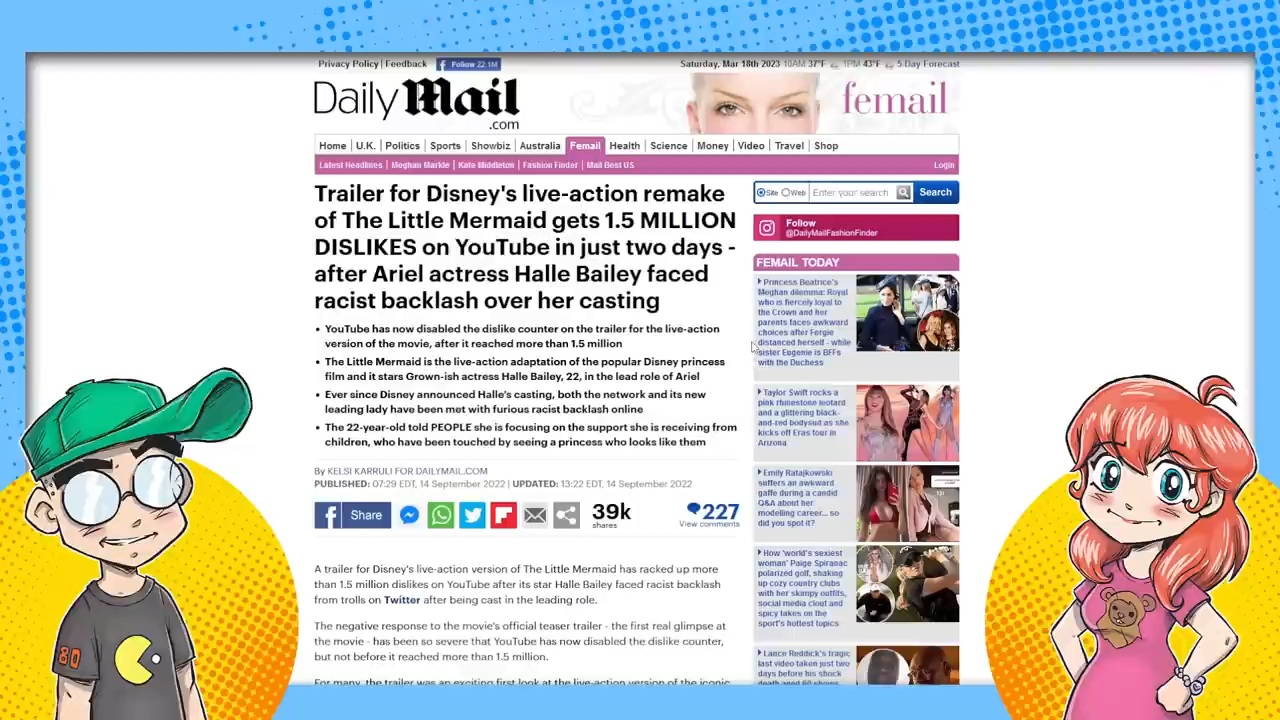 Privacy Policy | Feedback
Follow 22.1M
Saturday, Mar 18th 2023 10AM 37°F 1PM 43°F 5-Day Forecast
Daily Mail
.com
femail
Home U.K. Politics Sports Showbiz Australia Femail Health Science Money Video Travel Shop
Latest Headlines Meghan Markle Kate Middleton Fashion Finder Mail Best US Login
Trailer for Disney's live-action remake
of The Little Mermaid gets 1.5 MILLION
DISLIKES on YouTube in just two days -
after Ariel actress Halle Bailey faced
racist backlash over her casting
• YouTube has now disabled the dislike counter on the trailer for the live-action
version of the movie, after it reached more than 1.5 million
• The Little Mermaid is the live-action adaptation of the popular Disney princess
film and it stars Grown-ish actress Halle Bailey, 22, in the lead role of Ariel
• Ever since Disney announced Halle's casting, both the network and its new
leading lady have been met with furious racist backlash online
• The 22-year-old told PEOPLE she is focusing on the support she is receiving from
children, who have been touched by seeing a princess who looks like them
By KELSI KARRULI FOR DAILYMAIL.COM
PUBLISHED: 07:29 EDT, 14 September 2022 | UPDATED: 13:22 EDT, 14 September 2022
Share
39k
shares
227
View comments
A trailer for Disney's live-action version of The Little Mermaid has racked up more
than 1.5 million dislikes on YouTube after its star Halle Bailey faced racist backlash
from trolls on Twitter after being cast in the leading role.
The negative response to the movie's official teaser trailer - the first real glimpse at
the movie - has been so severe that YouTube has now disabled the dislike counter,
but not before it reached more than 1.5 million.
For many, the trailer was an exciting first look at the live-action version of the iconic
Site Web Enter your search Search
Follow
@DailyMailFashionFinder
FEMAIL TODAY
Princess Beatrice's
Meghan dilemma: Royal
who is fiercely loyal to
the Crown and her
parents faces awkward
choices after Fergie
distanced herself - while
sister Eugenie is BFFs
with the Duchess
Taylor Swift rocks a
pink rhinestone leotard
and a glittering black-
and-red bodysuit as she
kicks off Eras tour in
Arizona
Emily Ratajkowski
suffers an awkward
gaffe during a candid
Q&A about her
modelling career... so
did you spot it?
How 'world's sexiest
woman' Paige Spiranac
polarized golf, shaking
up cozy country clubs
with her skimpy outfits,
social media clout and
spicy takes on the
sport's hottest topics
Lance Reddick's tragic
last video taken just two
days before his shock
death aged 60 shows
80